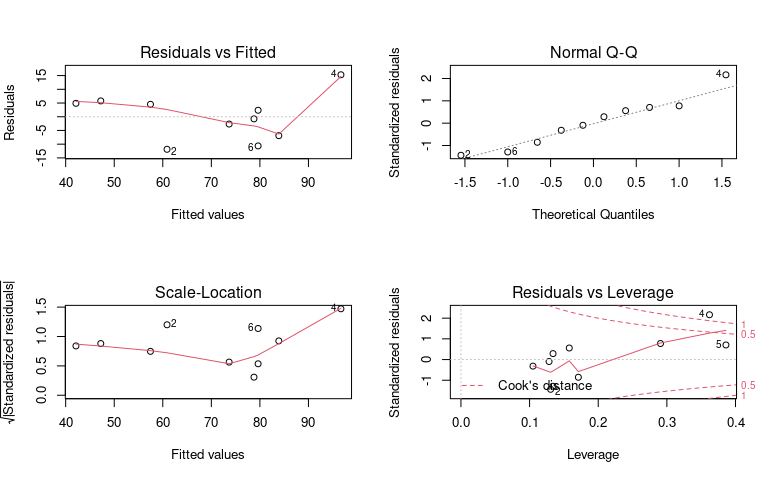 Residuals vs Fitted
Residuals
15
5
-5
-15
4
2
6
40 50 60 70 80 90
Fitted values
Normal Q-Q
Standardized residuals
2
1
0
-1
4
2
6
-1.5 -1.0 -0.5 0.0 0.5 1.0 1.5
Theoretical Quantiles
Scale-Location
√|Standardized residuals|
1.5
1.0
0.5
0.0
4
2
6
40 50 60 70 80 90
Fitted values
Residuals vs Leverage
Standardized residuals
2
1
0
-1
4
5
2
1
0.5
0.5
1
Cook's distance
0.0 0.1 0.2 0.3 0.4
Leverage